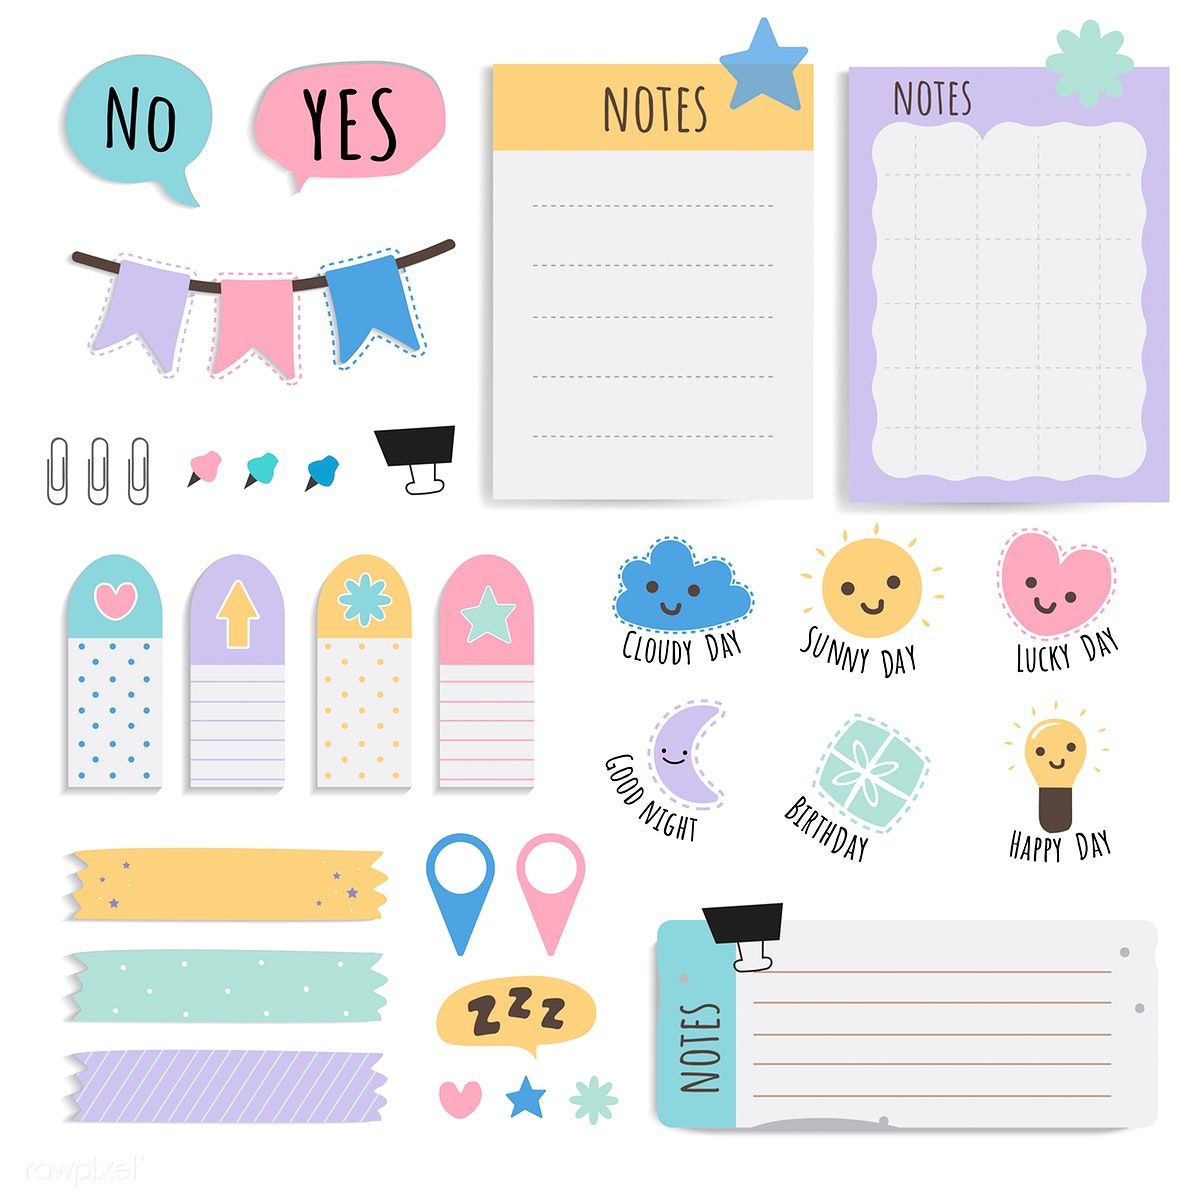 No
YES
NOTES
NOTES
CLOUDY DAY
SUNNY DAY
LUCKY DAY
GOOD NIGHT
BIRTHDAY
HAPPY DAY
ZZZ
NOTES
rawpixel